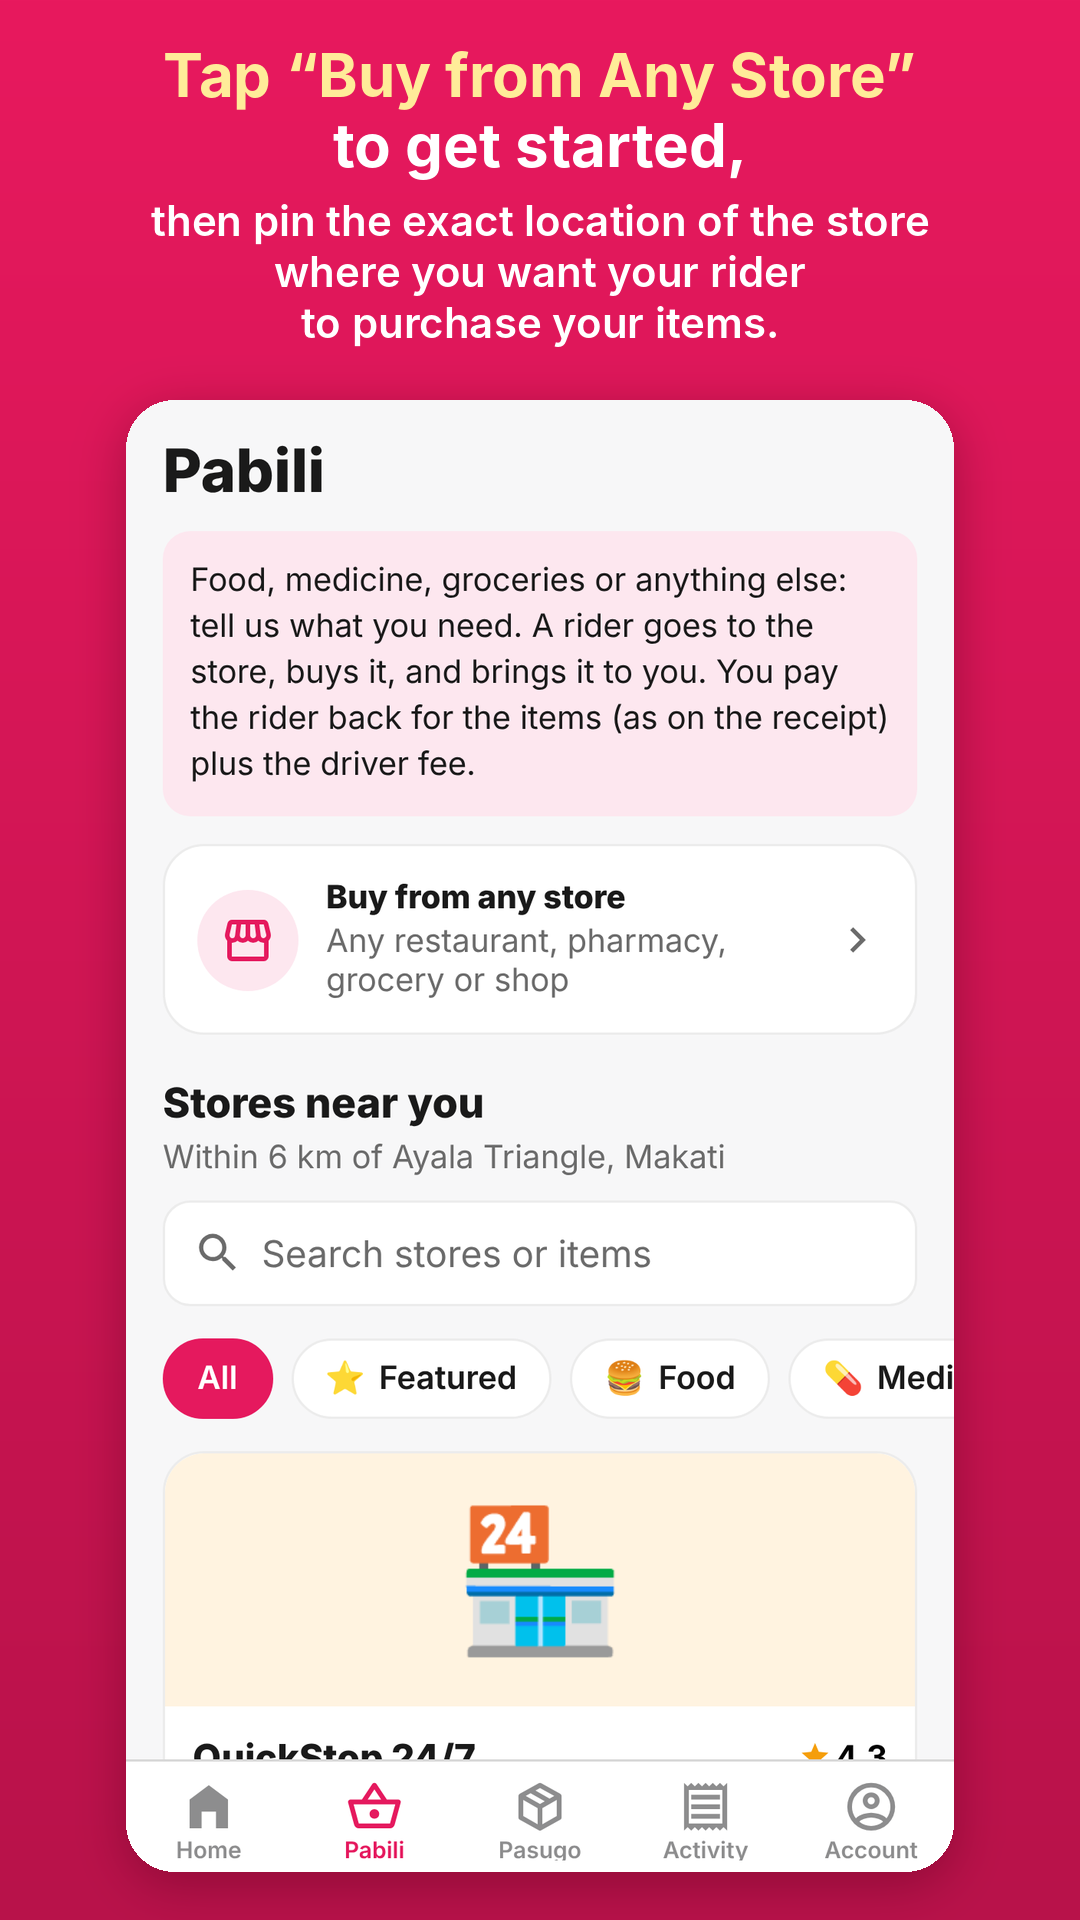 Tap “Buy from Any Store”
to get started,
then pin the exact location of the store
where you want your rider
to purchase your items.
Pabili
Food, medicine, groceries or anything else:
tell us what you need. A rider goes to the
store, buys it, and brings it to you. You pay
the rider back for the items (as on the receipt)
plus the driver fee.
Buy from any store
Any restaurant, pharmacy,
grocery or shop
Stores near you
Within 6 km of Ayala Triangle, Makati
Search stores or items
All
Featured
Food
Medi
24
QuickStop 24/7
4.3
Home
Pabili
Pasugo
Activity
Account